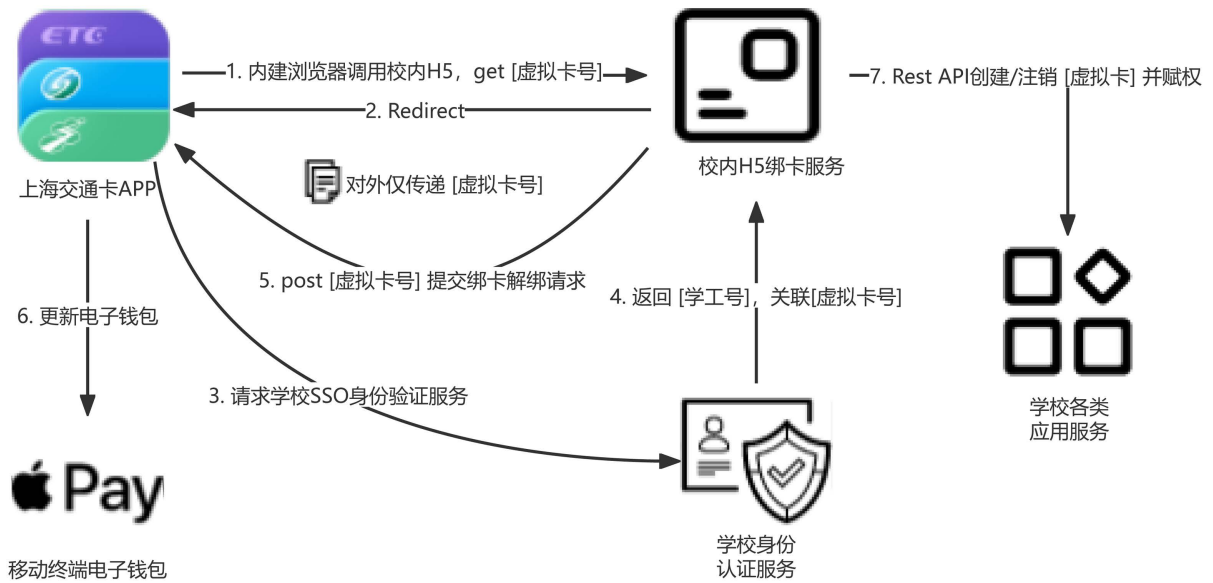 ETC
1. 内建浏览器调用校内H5，get [虚拟卡号]
7. Rest API创建/注销 [虚拟卡] 并赋权
2. Redirect
校内H5绑卡服务
上海交通卡APP
对外仅传递 [虚拟卡号]
5. post [虚拟卡号] 提交绑卡解绑请求
4. 返回 [学工号]，关联[虚拟卡号]
6. 更新电子钱包
3. 请求学校SSO身份验证服务
学校各类
应用服务
Pay
学校身份
认证服务
移动终端电子钱包